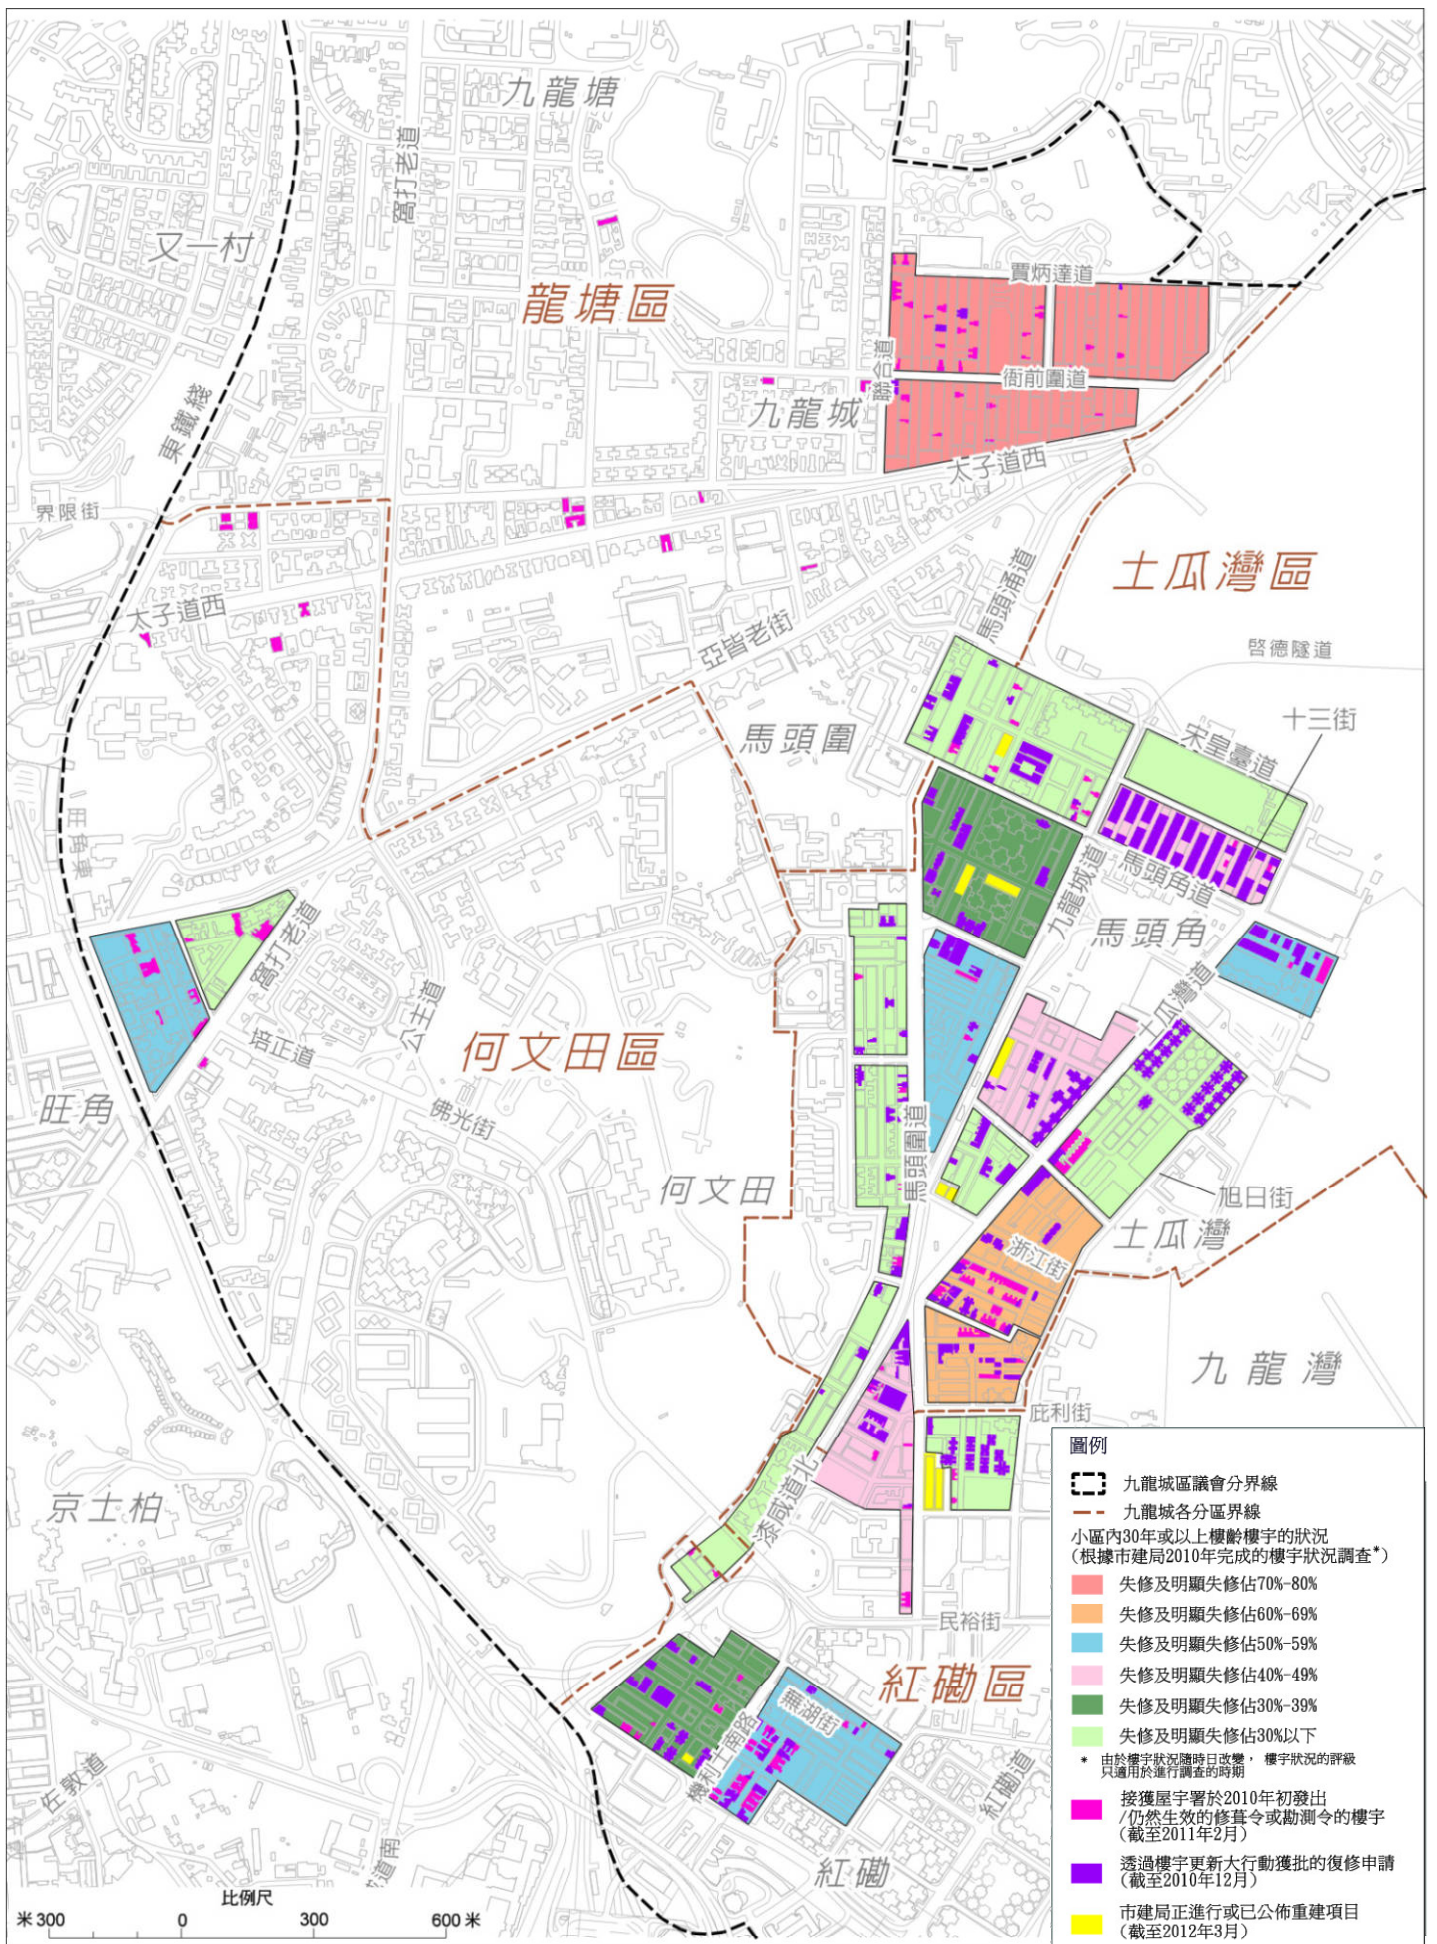 九龍塘
窩打老道
又一村
賈炳達道
龍塘區
聯合道
衙前圍道
九龍城
東鐵綫
太子道西
界限街
馬頭涌道
土瓜灣區
太子道西
亞皆老街
啓德隧道
十三街
馬頭圍
宋皇臺道
旺角東
馬頭角道
九龍城道
馬頭角
窩打老道
土瓜灣道
公主道
培正道
何文田區
旺角
佛光街
馬頭圍道
何文田
旭日街
土瓜灣
浙江街
九龍灣
庇利街
京士柏
漆咸道北
民裕街
紅磡區
蕪湖街
機利士南路
佐敦道
紅磡道
紅磡
道南
圖例
九龍城區議會分界線
九龍城各分區界線
小區內30年或以上樓齡樓宇的狀況
(根據市建局2010年完成的樓宇狀況調查*)
失修及明顯失修佔70%-80%
失修及明顯失修佔60%-69%
失修及明顯失修佔50%-59%
失修及明顯失修佔40%-49%
失修及明顯失修佔30%-39%
失修及明顯失修佔30%以下
* 由於樓宇狀況隨時日改變， 樓宇狀況的評級
只適用於進行調查的時期
接獲屋宇署於2010年初發出
/仍然生效的修葺令或勘測令的樓宇
(截至2011年2月)
透過樓宇更新大行動獲批的復修申請
(截至2010年12月)
市建局正進行或已公佈重建項目
(截至2012年3月)
比例尺
米 300 0 300 600 米